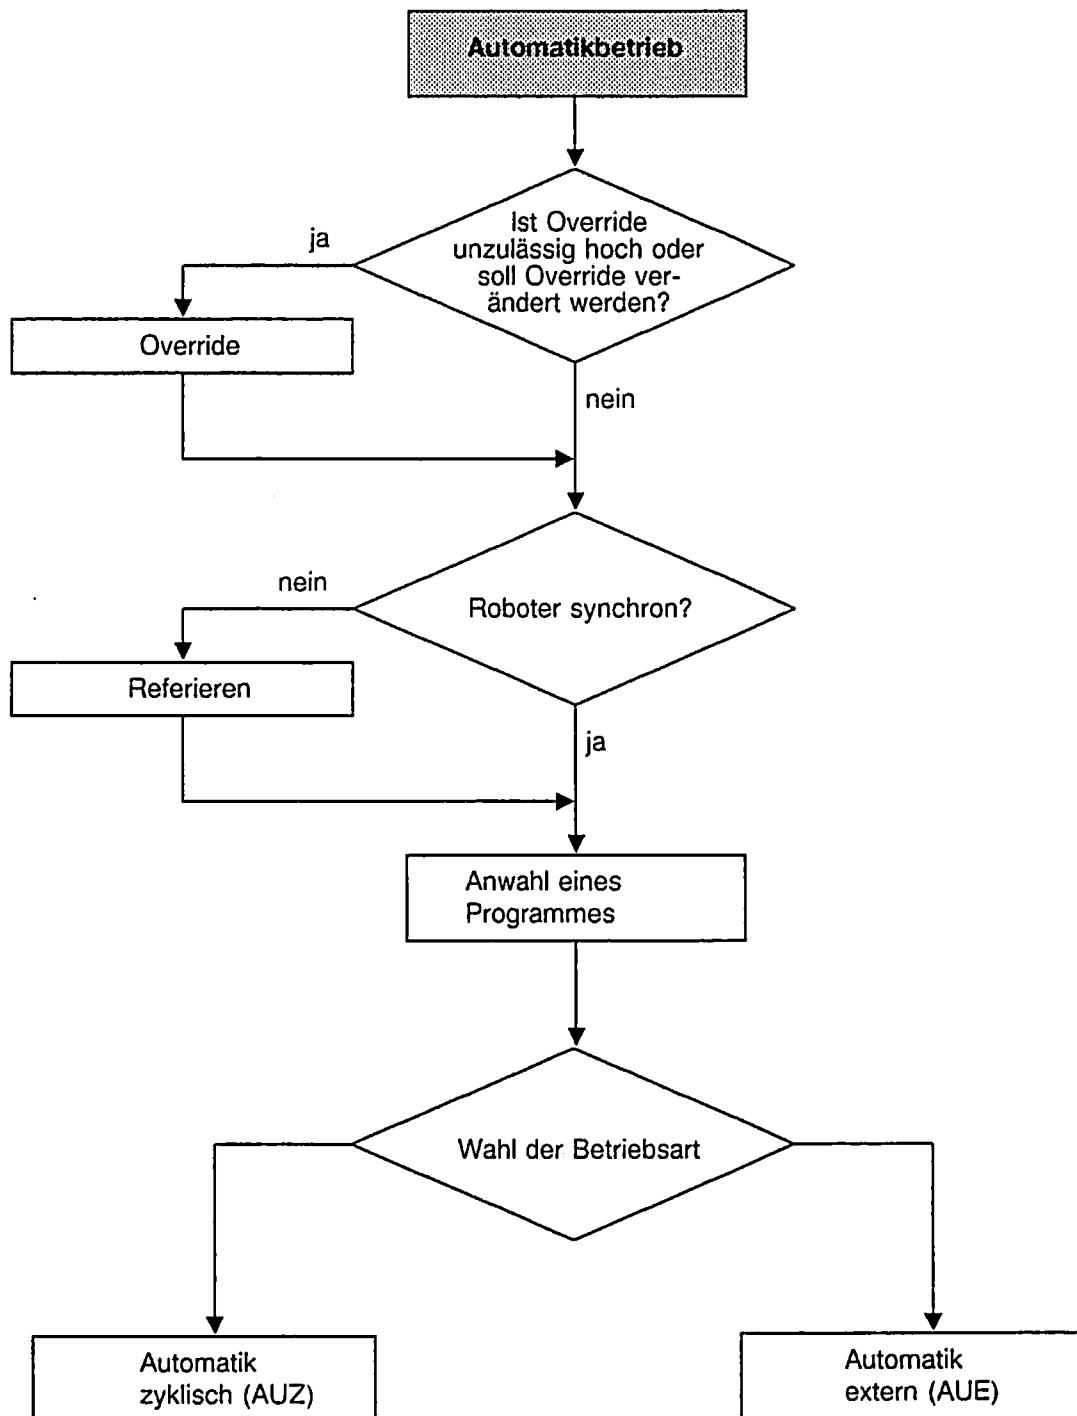 Automatikbetrieb
Ist Override
unzulässig hoch oder
soll Override ver-
ändert werden?
ja
Override
nein
nein
Roboter synchron?
Referieren
ja
Anwahl eines
Programmes
Wahl der Betriebsart
Automatik
zyklisch (AUZ)
Automatik
extern (AUE)